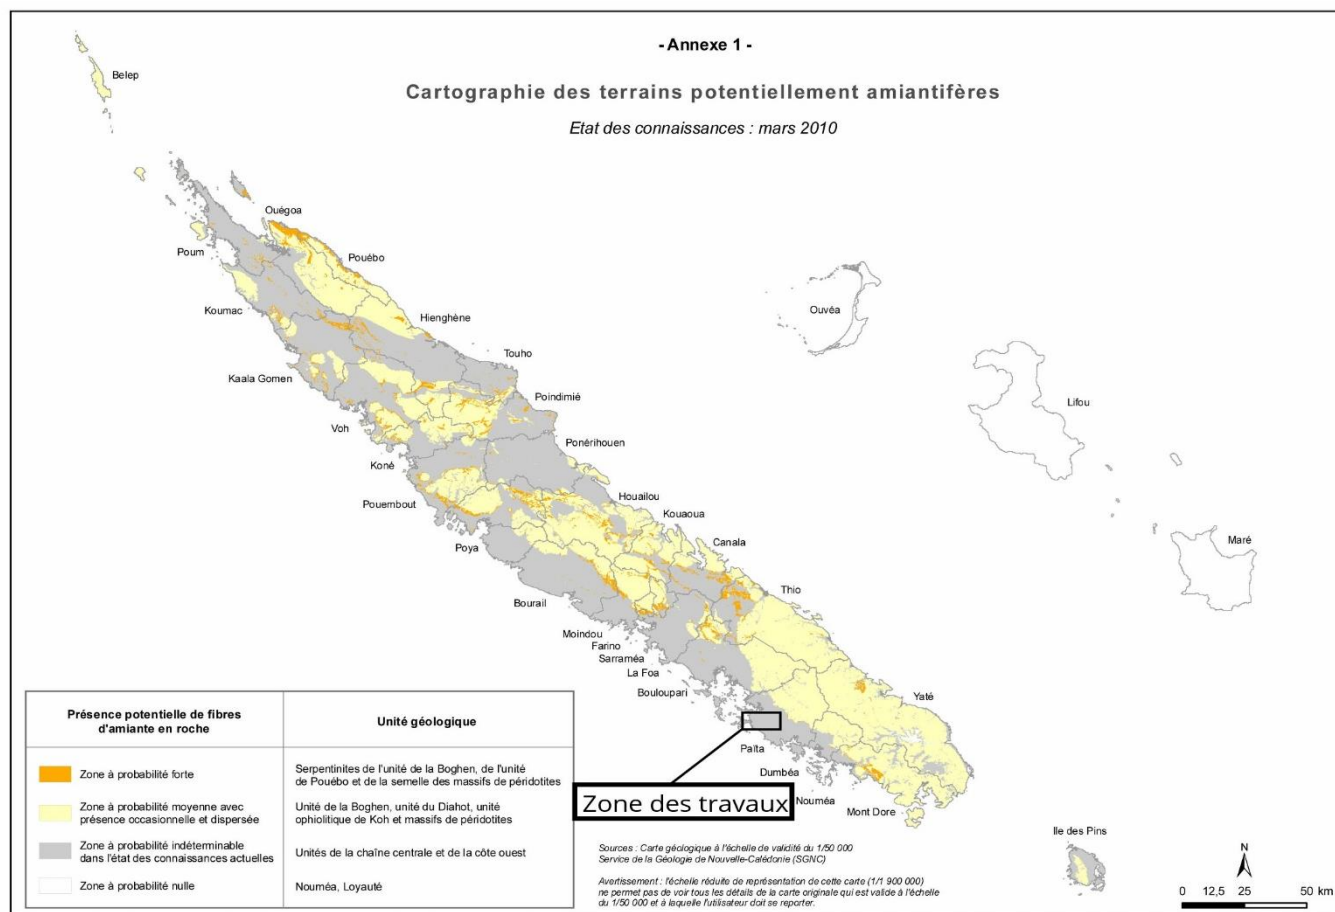 - Annexe 1 -
Cartographie des terrains potentiellement amiantifères
Etat des connaissances : mars 2010
Belep
Ouégoa
Poum
Pouébo
Koumac
Hienghène
Ouvéa
Touho
Kaala Gomen
Poindimié
Lifou
Voh
Ponérihouen
Koné
Houaïlou
Pouembout
Kouaoua
Canala
Poya
Maré
Thio
Bourail
Moindou
Farino
Sarraméa
La Foa
Bouloupari
Yaté
Païta
Dumbéa
Zone des travaux
Nouméa
Mont Dore
Ile des Pins
Présence potentielle de fibres
d'amiante en roche
Unité géologique
Zone à probabilité forte
Serpentinites de l'unité de la Boghen, de l'unité
de Pouébo et de la semelle des massifs de péridotites
Zone à probabilité moyenne avec
présence occasionnelle et dispersée
Unité de la Boghen, unité du Diahot, unité
ophiolitique de Koh et massifs de péridotites
Zone à probabilité indéterminable
dans l'état des connaissances actuelles
Unités de la chaîne centrale et de la côte ouest
Zone à probabilité nulle
Nouméa, Loyauté
Sources : Carte géologique à l'échelle de validité du 1/50 000
Service de la Géologie de Nouvelle-Calédonie (SGNC)
Avertissement : l'échelle réduite de représentation de cette carte (1/1 900 000)
ne permet pas de voir tous les détails de la carte originale qui est valide à l'échelle
du 1/50 000 et à laquelle l'utilisateur doit se reporter.
N
0 12,5 25 50 km